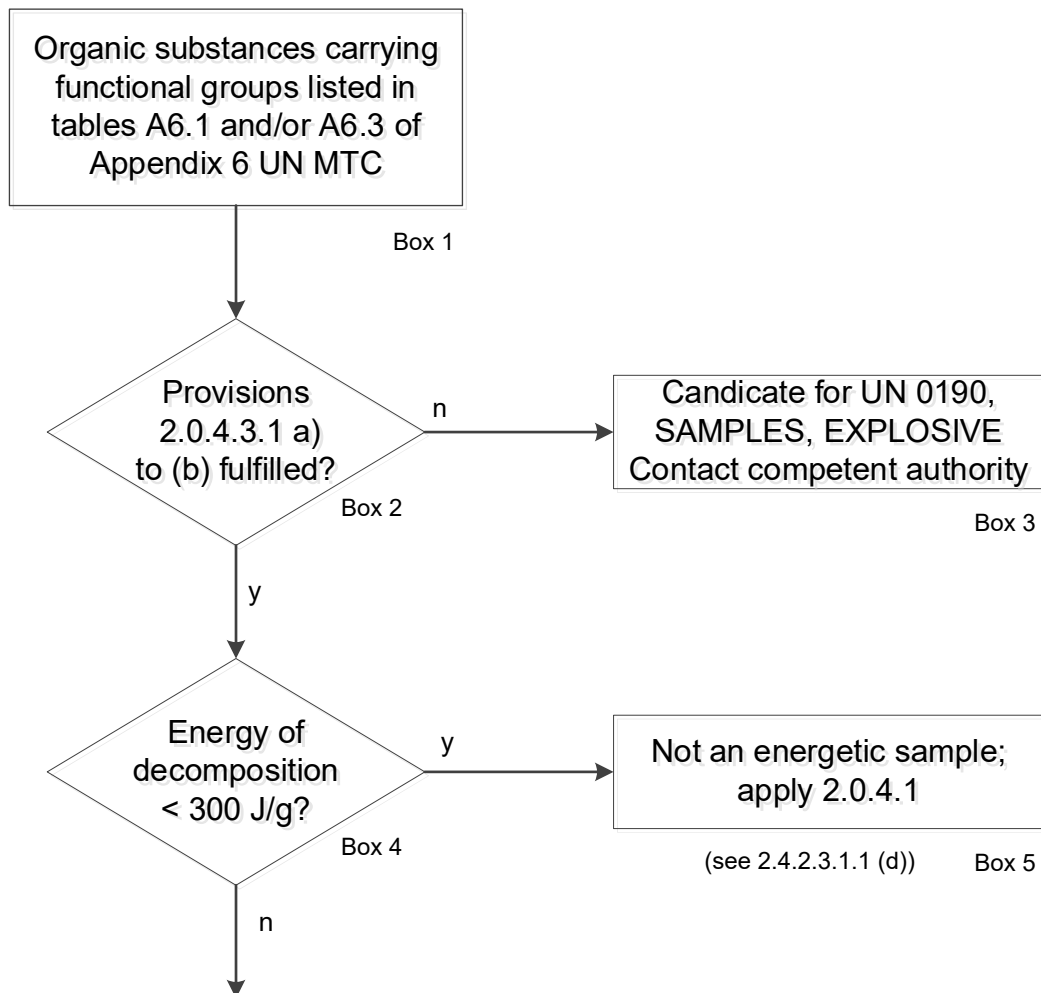 Organic substances carrying
functional groups listed in
tables A6.1 and/or A6.3 of
Appendix 6 UN MTC
Box 1
Provisions
2.0.4.3.1 a)
to (b) fulfilled?
n
Candicate for UN 0190,
SAMPLES, EXPLOSIVE
Contact competent authority
Box 2
Box 3
y
Energy of
decomposition
< 300 J/g?
y
Not an energetic sample;
apply 2.0.4.1
Box 4
(see 2.4.2.3.1.1 (d))
Box 5
n